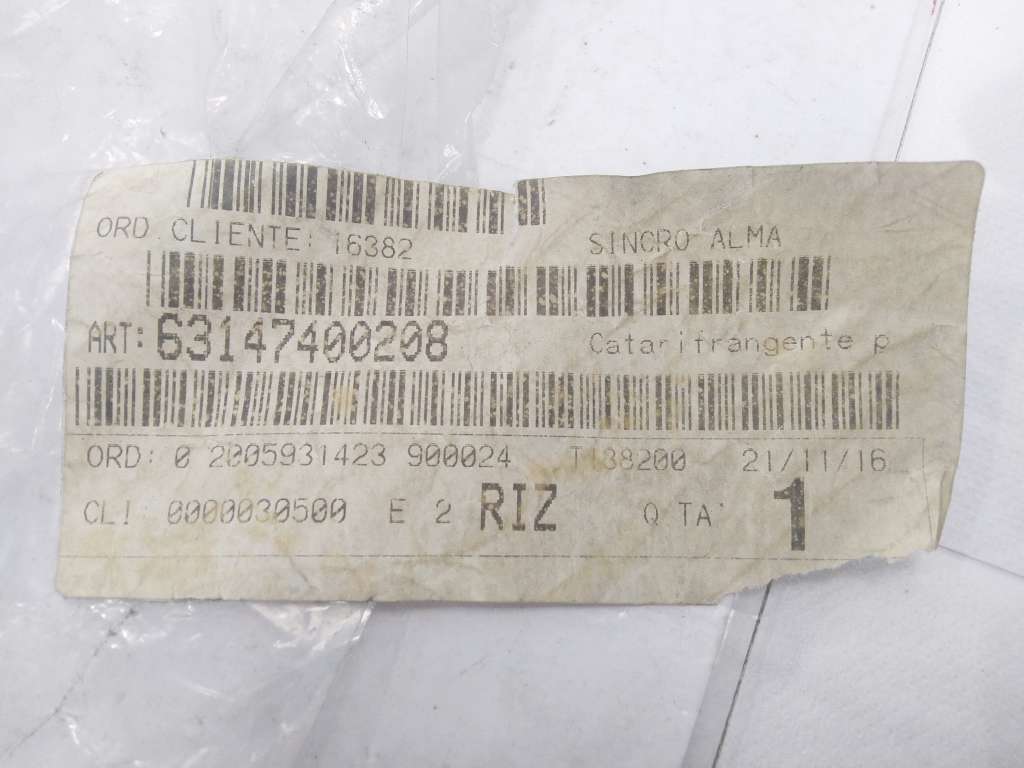 ORD CLIENTE: 16382 SINCRO ALMA
ART: 63147400208 Catarifrangente p
ORD: 0 2005931423 900024 T138200 21/11/16
CLI 0000030500 E 2 RIZ Q TA' 1